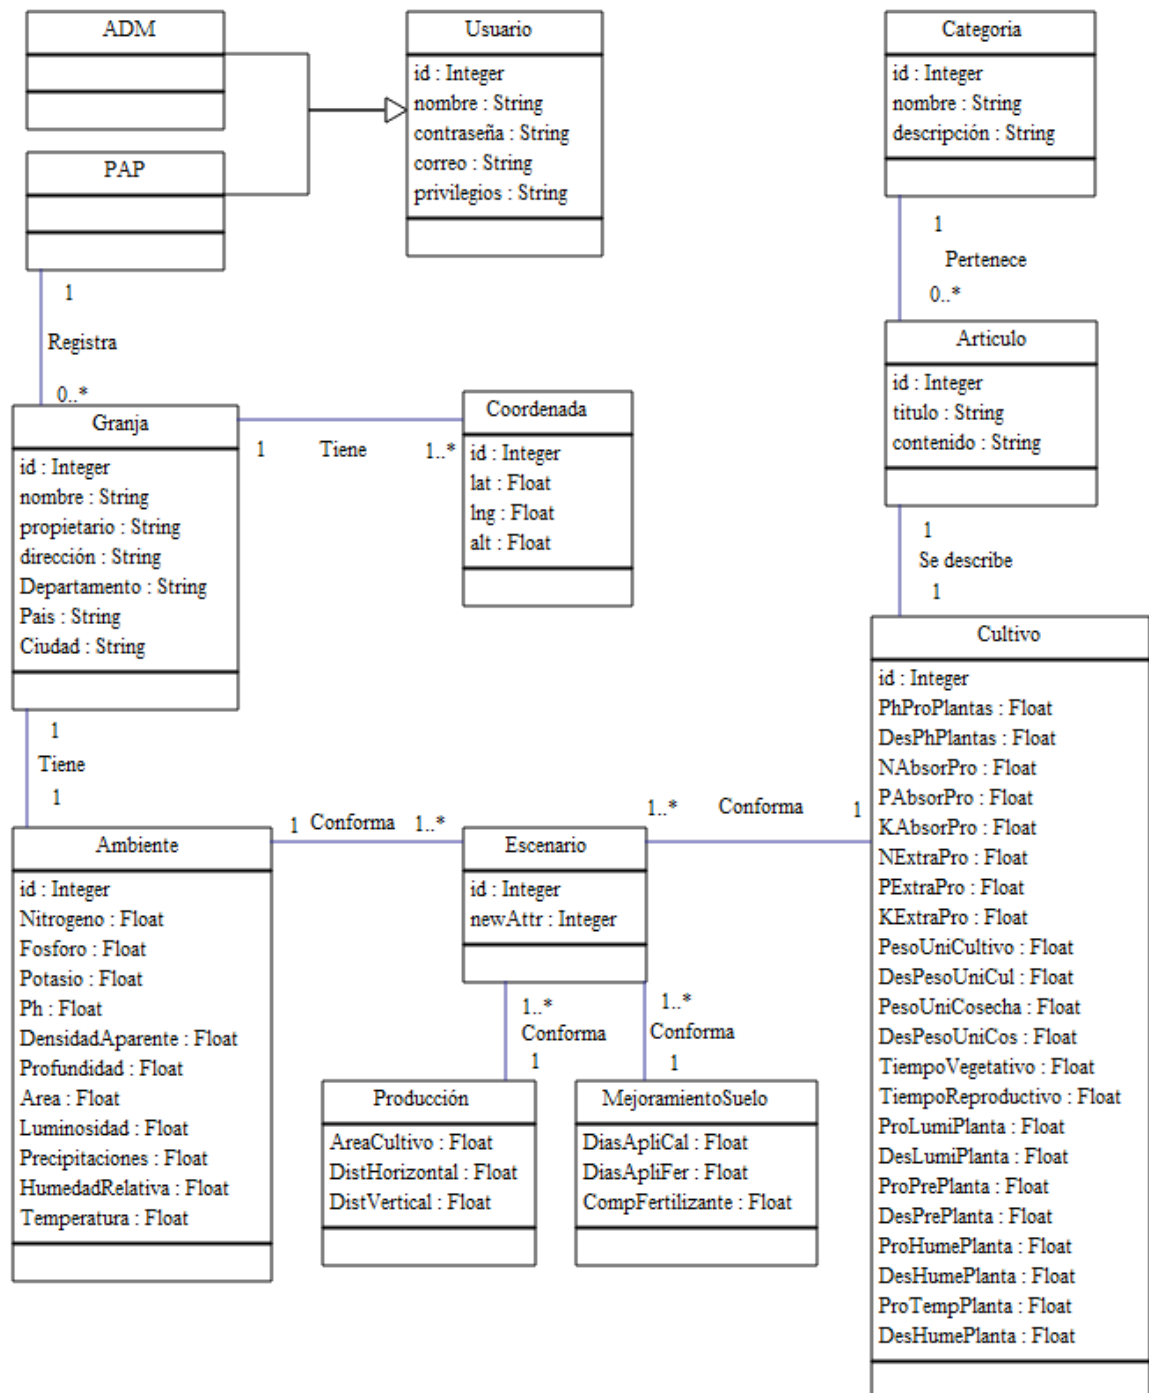 ADM
Usuario
id : Integer
nombre : String
contraseña : String
correo : String
privilegios : String
Categoria
id : Integer
nombre : String
descripción : String
PAP
1
Registra
0..*
1
Pertenece
0..*
Granja
id : Integer
nombre : String
propietario : String
dirección : String
Departamento : String
Pais : String
Ciudad : String
1
Tiene
1..*
Coordenada
id : Integer
lat : Float
lng : Float
alt : Float
Articulo
id : Integer
titulo : String
contenido : String
1
Se describe
1
Cultivo
id : Integer
PhProPlantas : Float
DesPhPlantas : Float
NAbsorPro : Float
PAbsorPro : Float
KAbsorPro : Float
NExtraPro : Float
PExtraPro : Float
KExtraPro : Float
PesoUniCultivo : Float
DesPesoUniCul : Float
PesoUniCosecha : Float
DesPesoUniCos : Float
TiempoVegetativo : Float
TiempoReproductivo : Float
ProLumiPlanta : Float
DesLumiPlanta : Float
ProPrePlanta : Float
DesPrePlanta : Float
ProHumePlanta : Float
DesHumePlanta : Float
ProTempPlanta : Float
DesHumePlanta : Float
1
Tiene
1
Ambiente
id : Integer
Nitrogeno : Float
Fosforo : Float
Potasio : Float
Ph : Float
DensidadAparente : Float
Profundidad : Float
Area : Float
Luminosidad : Float
Precipitaciones : Float
HumedadRelativa : Float
Temperatura : Float
1 Conforma 1..*
Escenario
id : Integer
newAttr : Integer
1..* Conforma 1
1..*
Conforma
1
1..*
Conforma
1
Producción
AreaCultivo : Float
DistHorizontal : Float
DistVertical : Float
MejoramientoSuelo
DiasApliCal : Float
DiasApliFer : Float
CompFertilizante : Float